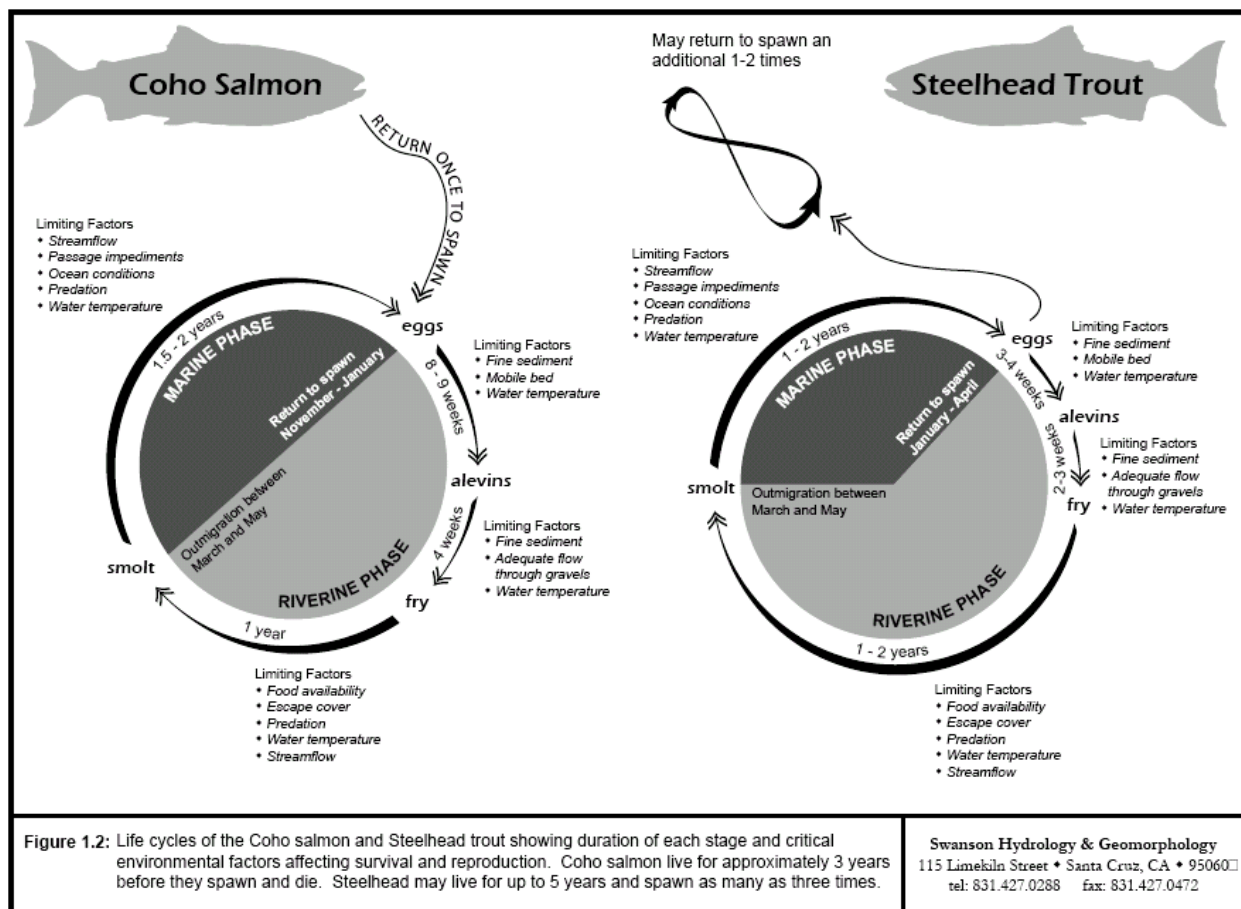 Coho Salmon
RETURN ONCE TO SPAWN
Limiting Factors
• Streamflow
• Passage impediments
• Ocean conditions
• Predation
• Water temperature
1.5 - 2 years
MARINE PHASE
Return to spawn
November - January
eggs
8 - 9 weeks
Limiting Factors
• Fine sediment
• Mobile bed
• Water temperature
alevins
4 weeks
Limiting Factors
• Fine sediment
• Adequate flow
through gravels
• Water temperature
fry
Outmigration between
March and May
smolt
RIVERINE PHASE
1 year
Limiting Factors
• Food availability
• Escape cover
• Predation
• Water temperature
• Streamflow
May return to spawn an
additional 1-2 times
Steelhead Trout
Limiting Factors
• Streamflow
• Passage impediments
• Ocean conditions
• Predation
• Water temperature
1 - 2 years
MARINE PHASE
Return to spawn
January - April
eggs
3-4 weeks
Limiting Factors
• Fine sediment
• Mobile bed
• Water temperature
alevins
2-3 weeks
Limiting Factors
• Fine sediment
• Adequate flow
through gravels
• Water temperature
fry
smolt
Outmigration between
March and May
RIVERINE PHASE
1 - 2 years
Limiting Factors
• Food availability
• Escape cover
• Predation
• Water temperature
• Streamflow
Figure 1.2: Life cycles of the Coho salmon and Steelhead trout showing duration of each stage and critical
environmental factors affecting survival and reproduction. Coho salmon live for approximately 3 years
before they spawn and die. Steelhead may live for up to 5 years and spawn as many as three times.
Swanson Hydrology & Geomorphology
115 Limekiln Street • Santa Cruz, CA • 95060□
tel: 831.427.0288 fax: 831.427.0472